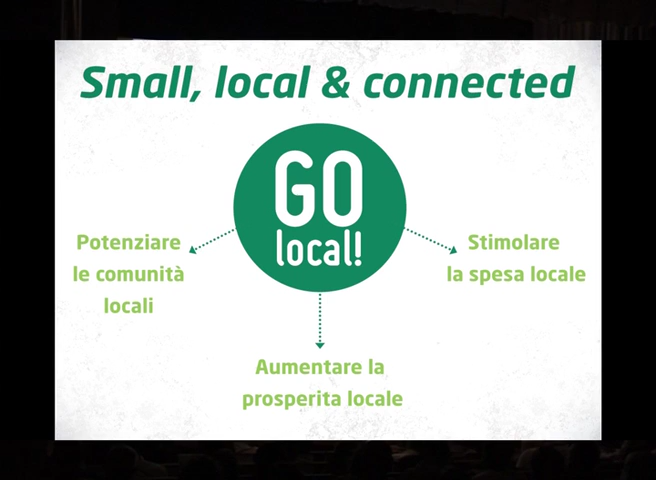 Small, local & connected
GO
local!
Potenziare
le comunità
locali
Stimolare
la spesa locale
Aumentare la
prosperita locale